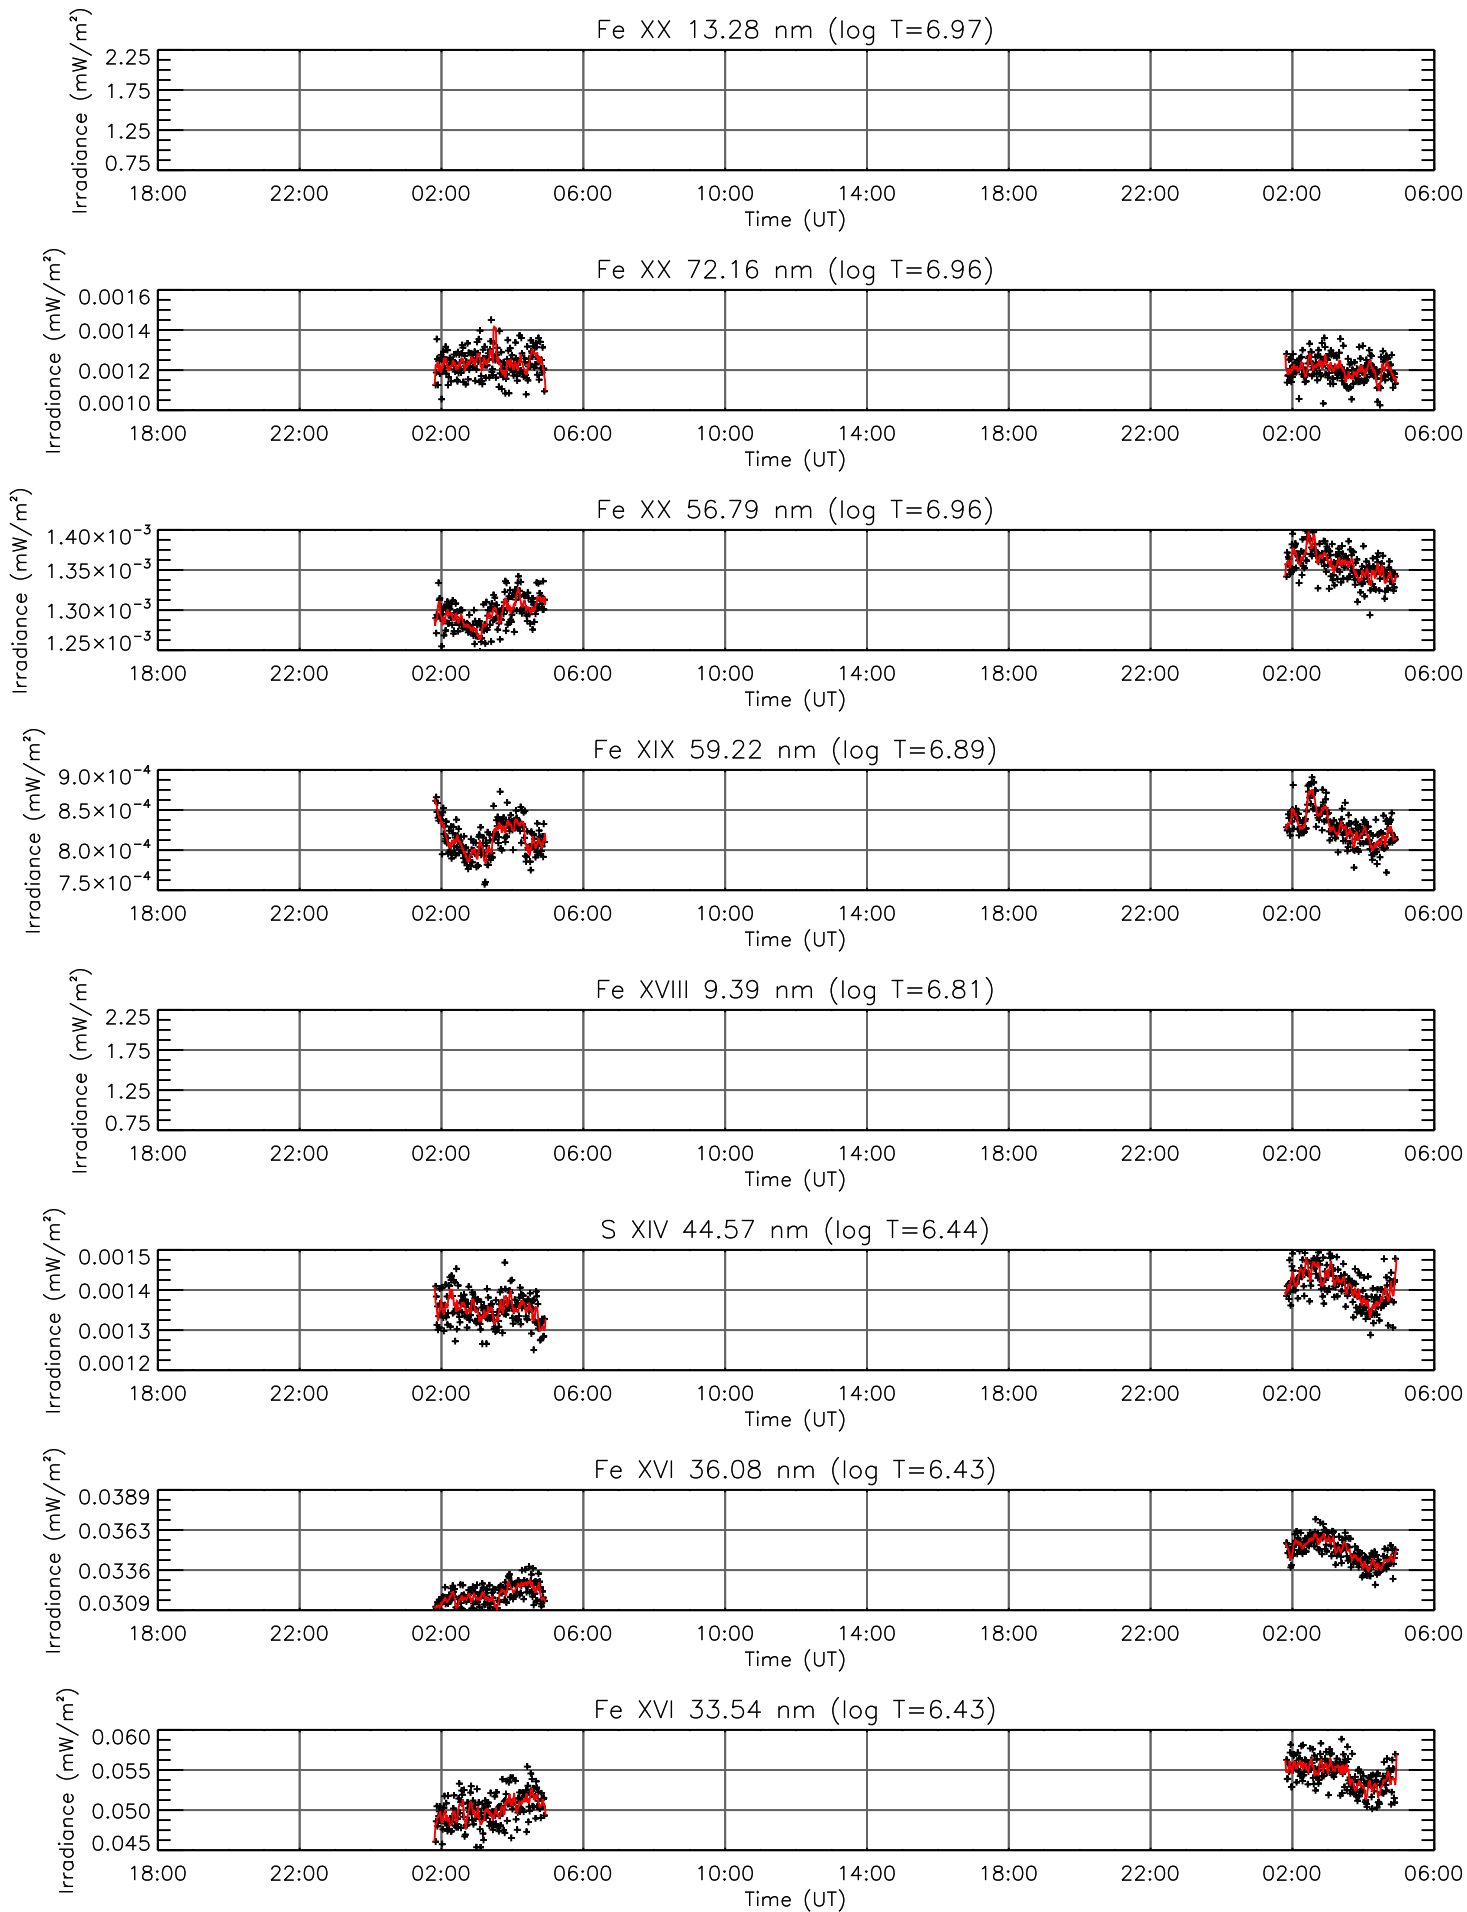 Fe XX 13.28 nm (log T=6.97)
Irradiance (mW/m²)
2.25
1.75
1.25
0.75
18:00 22:00 02:00 06:00 10:00 14:00 18:00 22:00 02:00 06:00
Time (UT)
Fe XX 72.16 nm (log T=6.96)
Irradiance (mW/m²)
0.0016
0.0014
0.0012
0.0010
18:00 22:00 02:00 06:00 10:00 14:00 18:00 22:00 02:00 06:00
Time (UT)
Fe XX 56.79 nm (log T=6.96)
Irradiance (mW/m²)
1.40×10⁻³
1.35×10⁻³
1.30×10⁻³
1.25×10⁻³
18:00 22:00 02:00 06:00 10:00 14:00 18:00 22:00 02:00 06:00
Time (UT)
Fe XIX 59.22 nm (log T=6.89)
Irradiance (mW/m²)
9.0×10⁻⁴
8.5×10⁻⁴
8.0×10⁻⁴
7.5×10⁻⁴
18:00 22:00 02:00 06:00 10:00 14:00 18:00 22:00 02:00 06:00
Time (UT)
Fe XVIII 9.39 nm (log T=6.81)
Irradiance (mW/m²)
2.25
1.75
1.25
0.75
18:00 22:00 02:00 06:00 10:00 14:00 18:00 22:00 02:00 06:00
Time (UT)
S XIV 44.57 nm (log T=6.44)
Irradiance (mW/m²)
0.0015
0.0014
0.0013
0.0012
18:00 22:00 02:00 06:00 10:00 14:00 18:00 22:00 02:00 06:00
Time (UT)
Fe XVI 36.08 nm (log T=6.43)
Irradiance (mW/m²)
0.0389
0.0363
0.0336
0.0309
18:00 22:00 02:00 06:00 10:00 14:00 18:00 22:00 02:00 06:00
Time (UT)
Fe XVI 33.54 nm (log T=6.43)
Irradiance (mW/m²)
0.060
0.055
0.050
0.045
18:00 22:00 02:00 06:00 10:00 14:00 18:00 22:00 02:00 06:00
Time (UT)